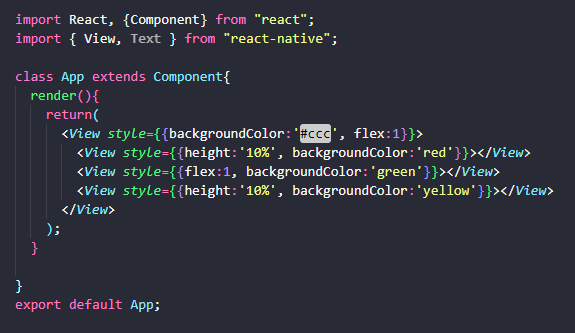 import React, {Component} from "react";
import { View, Text } from "react-native";
class App extends Component{
render(){
return(
<View style={{backgroundColor:'#ccc', flex:1}}>
<View style={{height:'10%', backgroundColor:'red'}}></View>
<View style={{flex:1, backgroundColor:'green'}}></View>
<View style={{height:'10%', backgroundColor:'yellow'}}></View>
</View>
);
}
}
export default App;